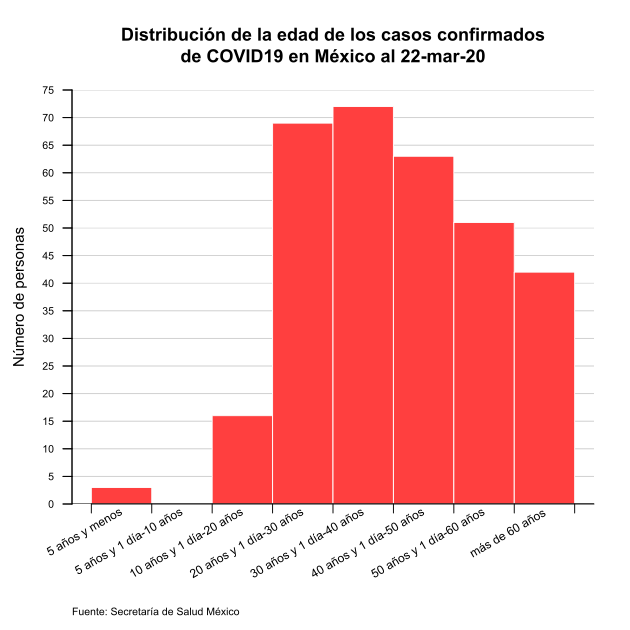 Distribución de la edad de los casos confirmados
de COVID19 en México al 22-mar-20
Número de personas
75
70
65
60
55
50
45
40
35
30
25
20
15
10
5
0
5 años y menos
5 años y 1 día-10 años
10 años y 1 día-20 años
20 años y 1 día-30 años
30 años y 1 día-40 años
40 años y 1 día-50 años
50 años y 1 día-60 años
más de 60 años
Fuente: Secretaría de Salud México